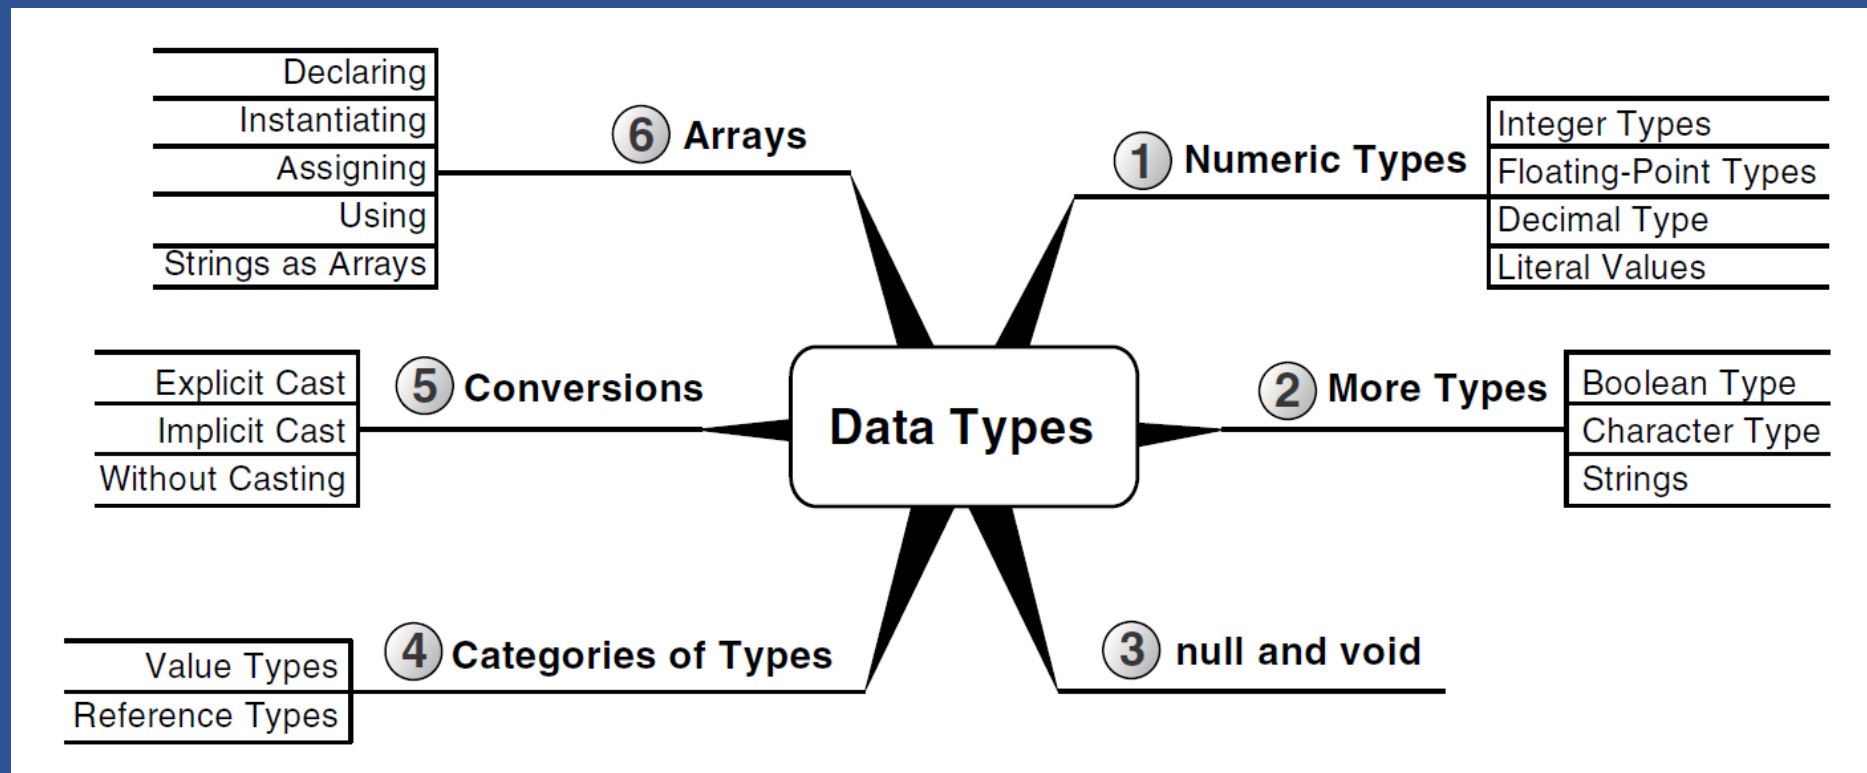 Data Types
1 Numeric Types
Integer Types
Floating-Point Types
Decimal Type
Literal Values
2 More Types
Boolean Type
Character Type
Strings
3 null and void
4 Categories of Types
Value Types
Reference Types
5 Conversions
Explicit Cast
Implicit Cast
Without Casting
6 Arrays
Declaring
Instantiating
Assigning
Using
Strings as Arrays